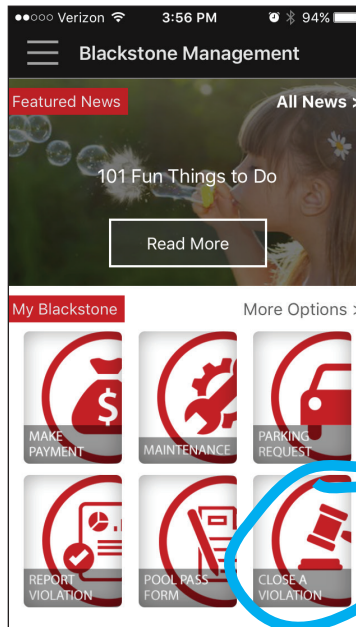 ●●○○○ Verizon 3:56 PM 94%
Blackstone Management
Featured News All News >
101 Fun Things to Do
Read More
My Blackstone More Options >
MAKE
PAYMENT
MAINTENANCE
PARKING
REQUEST
REPORT
VIOLATION
POOL PASS
FORM
CLOSE A
VIOLATION